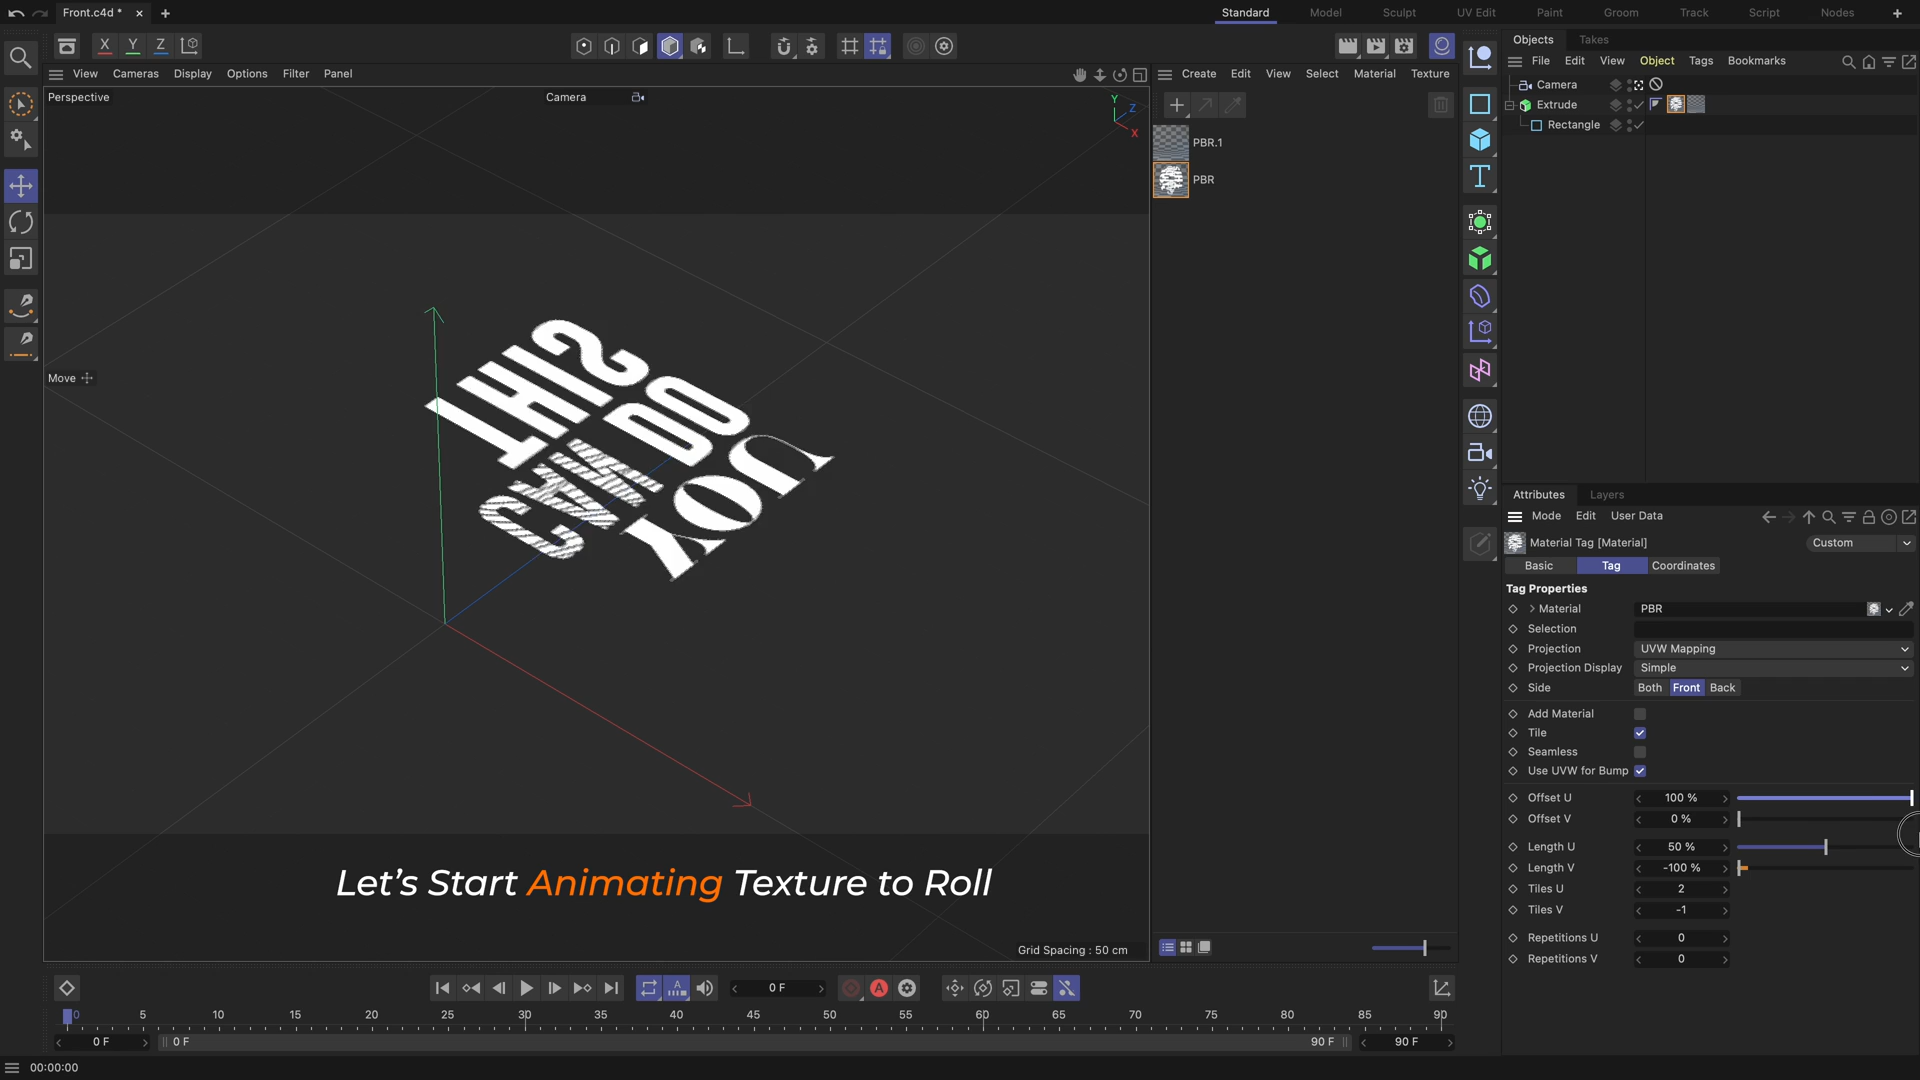 Front.c4d *
Standard
Model
Sculpt
UV Edit
Paint
Groom
Track
Script
Nodes
X
Y
Z
View
Cameras
Display
Options
Filter
Panel
Create
Edit
View
Select
Material
Texture
Objects
Takes
File
Edit
View
Object
Tags
Bookmarks
Camera
Extrude
Rectangle
Perspective
Camera
Y
Z
X
PBR.1
PBR
Move
THIS
CAN
DO
YOU
Let's Start Animating Texture to Roll
Grid Spacing : 50 cm
Attributes
Layers
Mode
Edit
User Data
Material Tag [Material]
Custom
Basic
Tag
Coordinates
Tag Properties
Material
PBR
Selection
Projection
UVW Mapping
Projection Display
Simple
Side
Both
Front
Back
Add Material
Tile
Seamless
Use UVW for Bump
Offset U
100 %
Offset V
0 %
Length U
50 %
Length V
-100 %
Tiles U
2
Tiles V
-1
Repetitions U
0
Repetitions V
0
0 F
0 5 10 15 20 25 30 35 40 45 50 55 60 65 70 75 80 85 90
0 F
0 F
90 F
90 F
00:00:00